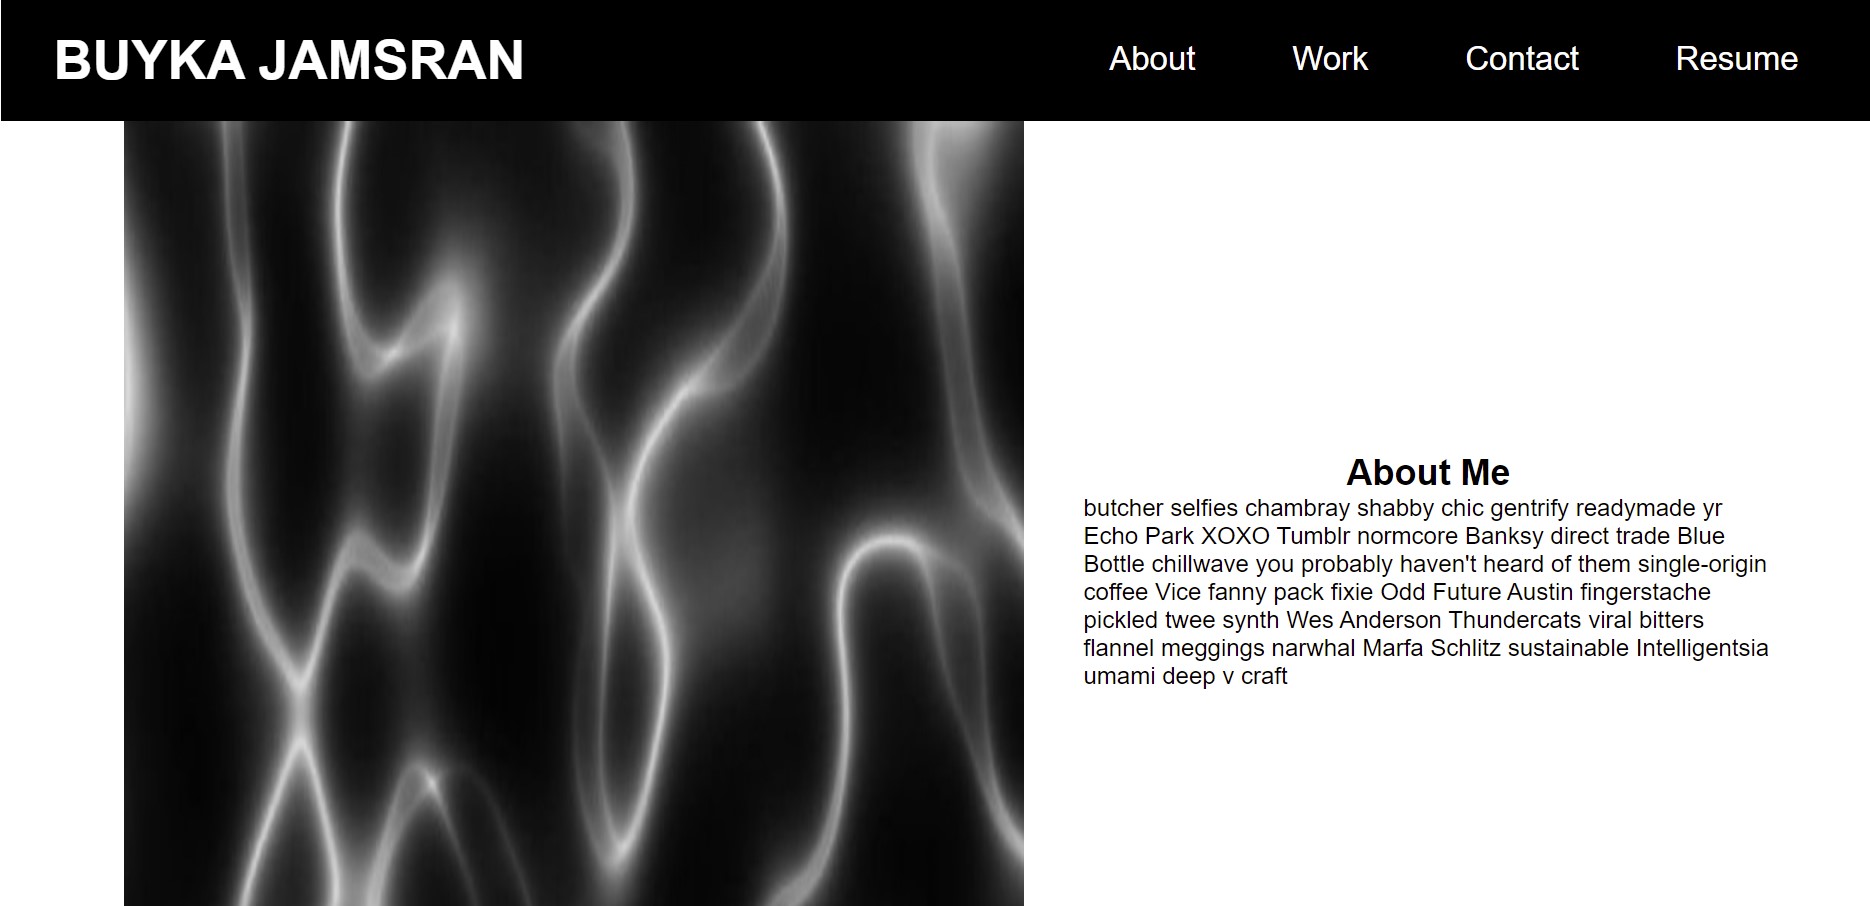 BUYKA JAMSRAN
About Work Contact Resume
About Me
butcher selfies chambray shabby chic gentrify readymade yr
Echo Park XOXO Tumblr normcore Banksy direct trade Blue
Bottle chillwave you probably haven't heard of them single-origin
coffee Vice fanny pack fixie Odd Future Austin fingerstache
pickled twee synth Wes Anderson Thundercats viral bitters
flannel meggings narwhal Marfa Schlitz sustainable Intelligentsia
umami deep v craft